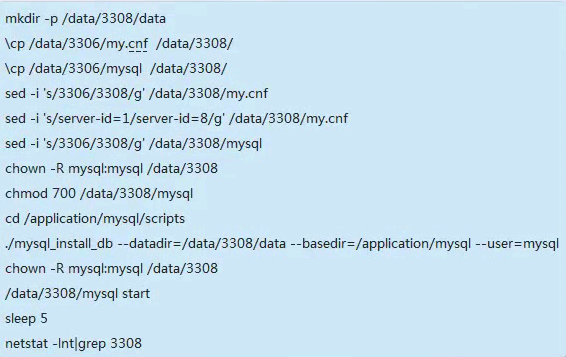 mkdir -p /data/3308/data
\cp /data/3306/my.cnf  /data/3308/
\cp /data/3306/mysql  /data/3308/
sed -i 's/3306/3308/g' /data/3308/my.cnf
sed -i 's/server-id=1/server-id=8/g' /data/3308/my.cnf
sed -i 's/3306/3308/g' /data/3308/mysql
chown -R mysql:mysql /data/3308
chmod 700 /data/3308/mysql
cd /application/mysql/scripts
./mysql_install_db --datadir=/data/3308/data --basedir=/application/mysql --user=mysql
chown -R mysql:mysql /data/3308
/data/3308/mysql start
sleep 5
netstat -lnt|grep 3308